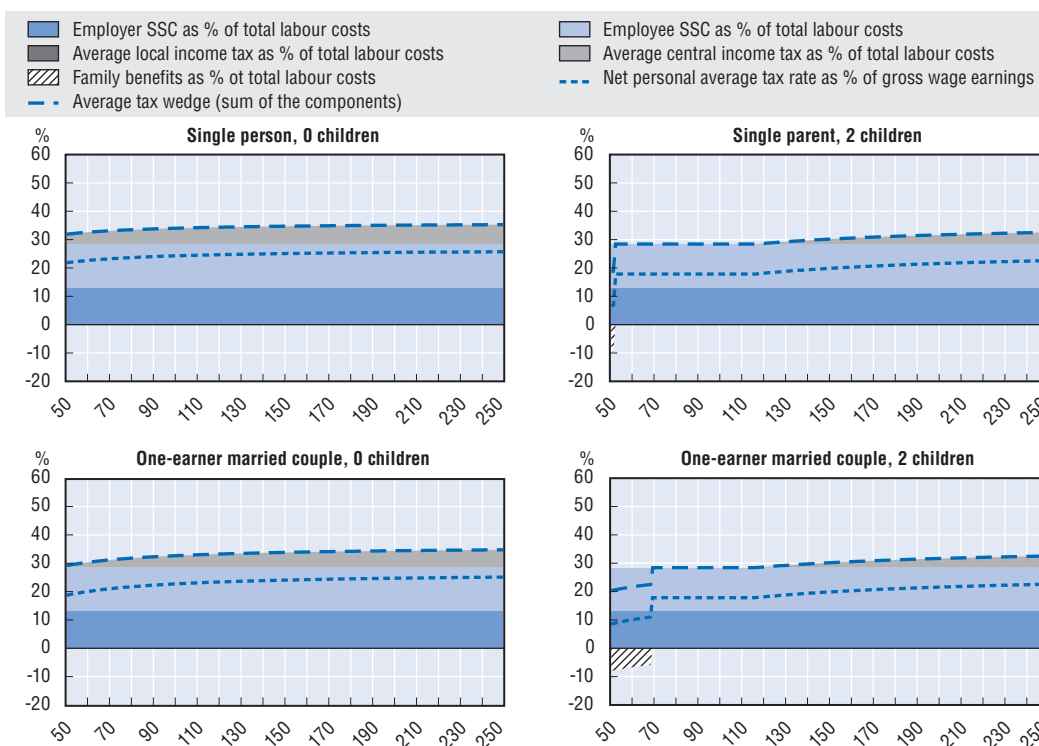 Employer SSC as % of total labour costs
Employee SSC as % of total labour costs
Average local income tax as % of total labour costs
Average central income tax as % of total labour costs
Family benefits as % ot total labour costs
Net personal average tax rate as % of gross wage earnings
Average tax wedge (sum of the components)
%
Single person, 0 children
60
50
40
30
20
10
0
-10
-20
50 70 90 110 130 150 170 190 210 230 250
%
Single parent, 2 children
60
50
40
30
20
10
0
-10
-20
50 70 90 110 130 150 170 190 210 230 250
%
One-earner married couple, 0 children
60
50
40
30
20
10
0
-10
-20
50 70 90 110 130 150 170 190 210 230 250
%
One-earner married couple, 2 children
60
50
40
30
20
10
0
-10
-20
50 70 90 110 130 150 170 190 210 230 250